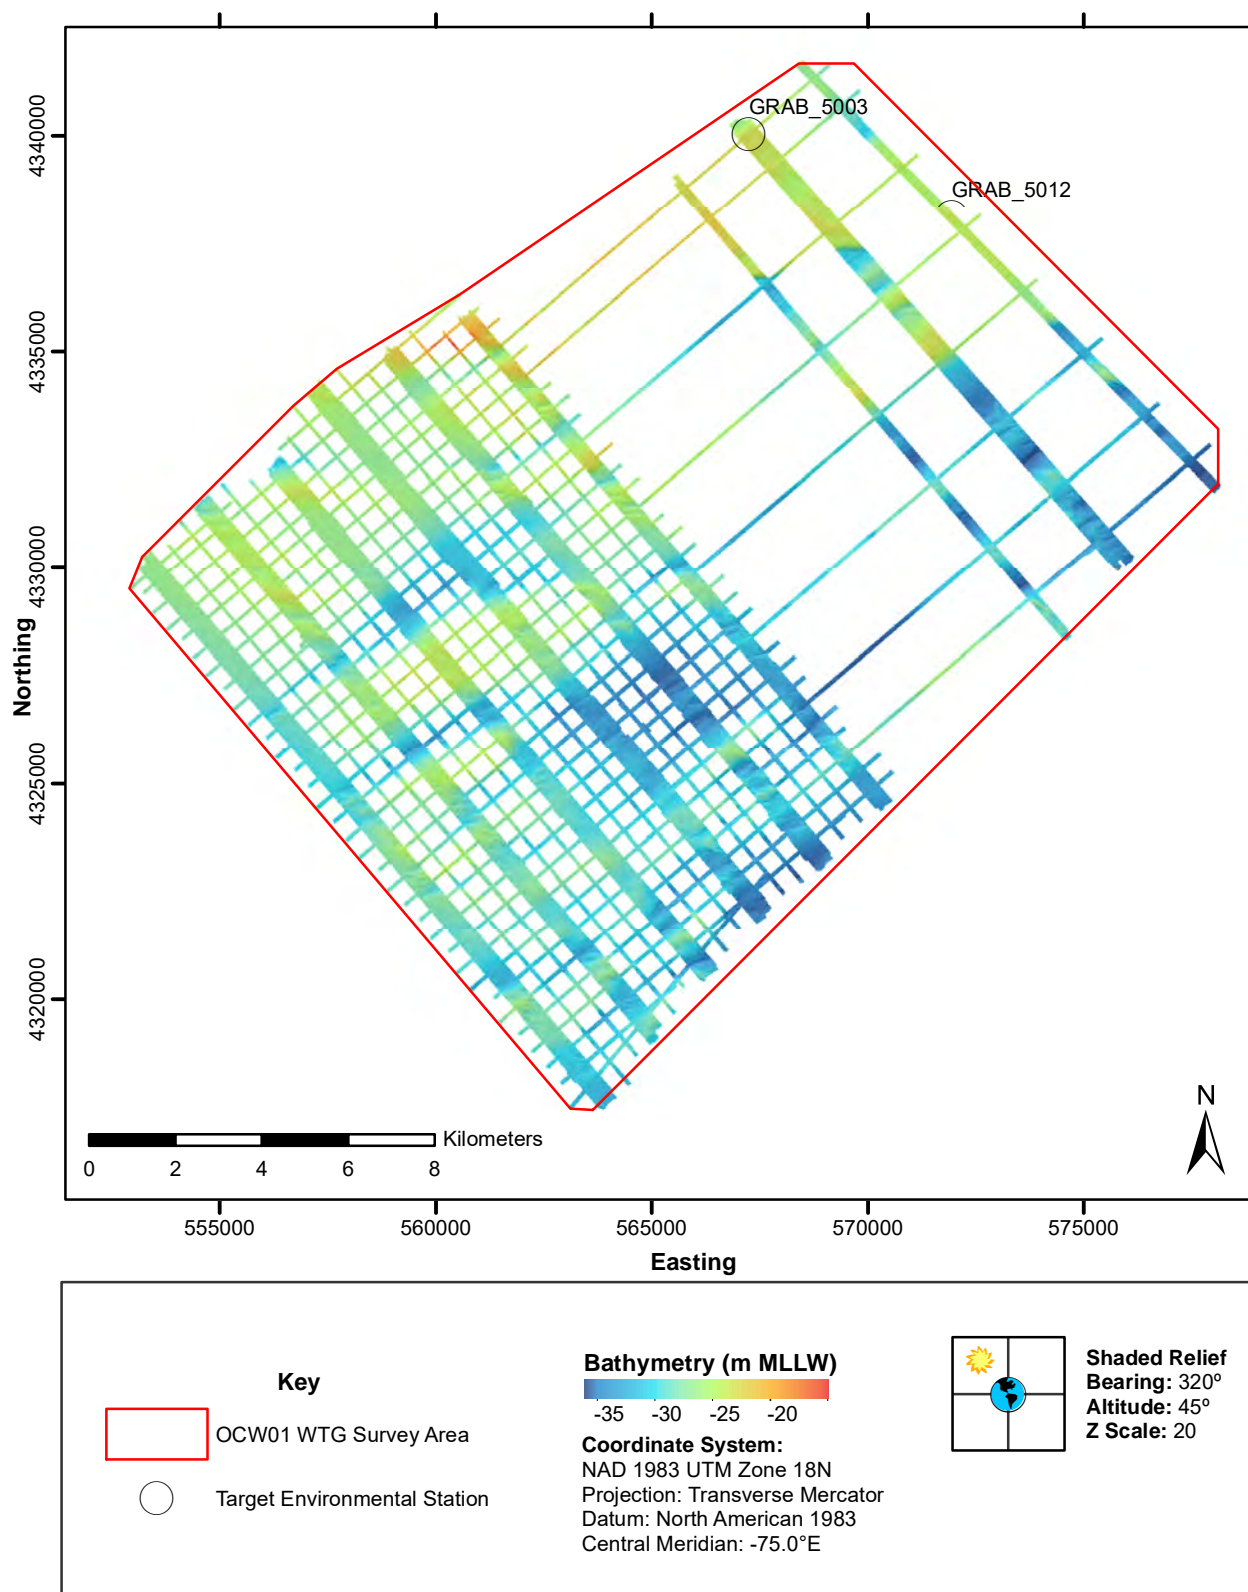 GRAB_5003
GRAB_5012
4340000
4335000
4330000
4325000
4320000
Northing
N
Kilometers
0 2 4 6 8
555000 560000 565000 570000 575000
Easting
Key
OCW01 WTG Survey Area
Target Environmental Station
Bathymetry (m MLLW)
-35 -30 -25 -20
Coordinate System:
NAD 1983 UTM Zone 18N
Projection: Transverse Mercator
Datum: North American 1983
Central Meridian: -75.0°E
Shaded Relief
Bearing: 320º
Altitude: 45º
Z Scale: 20